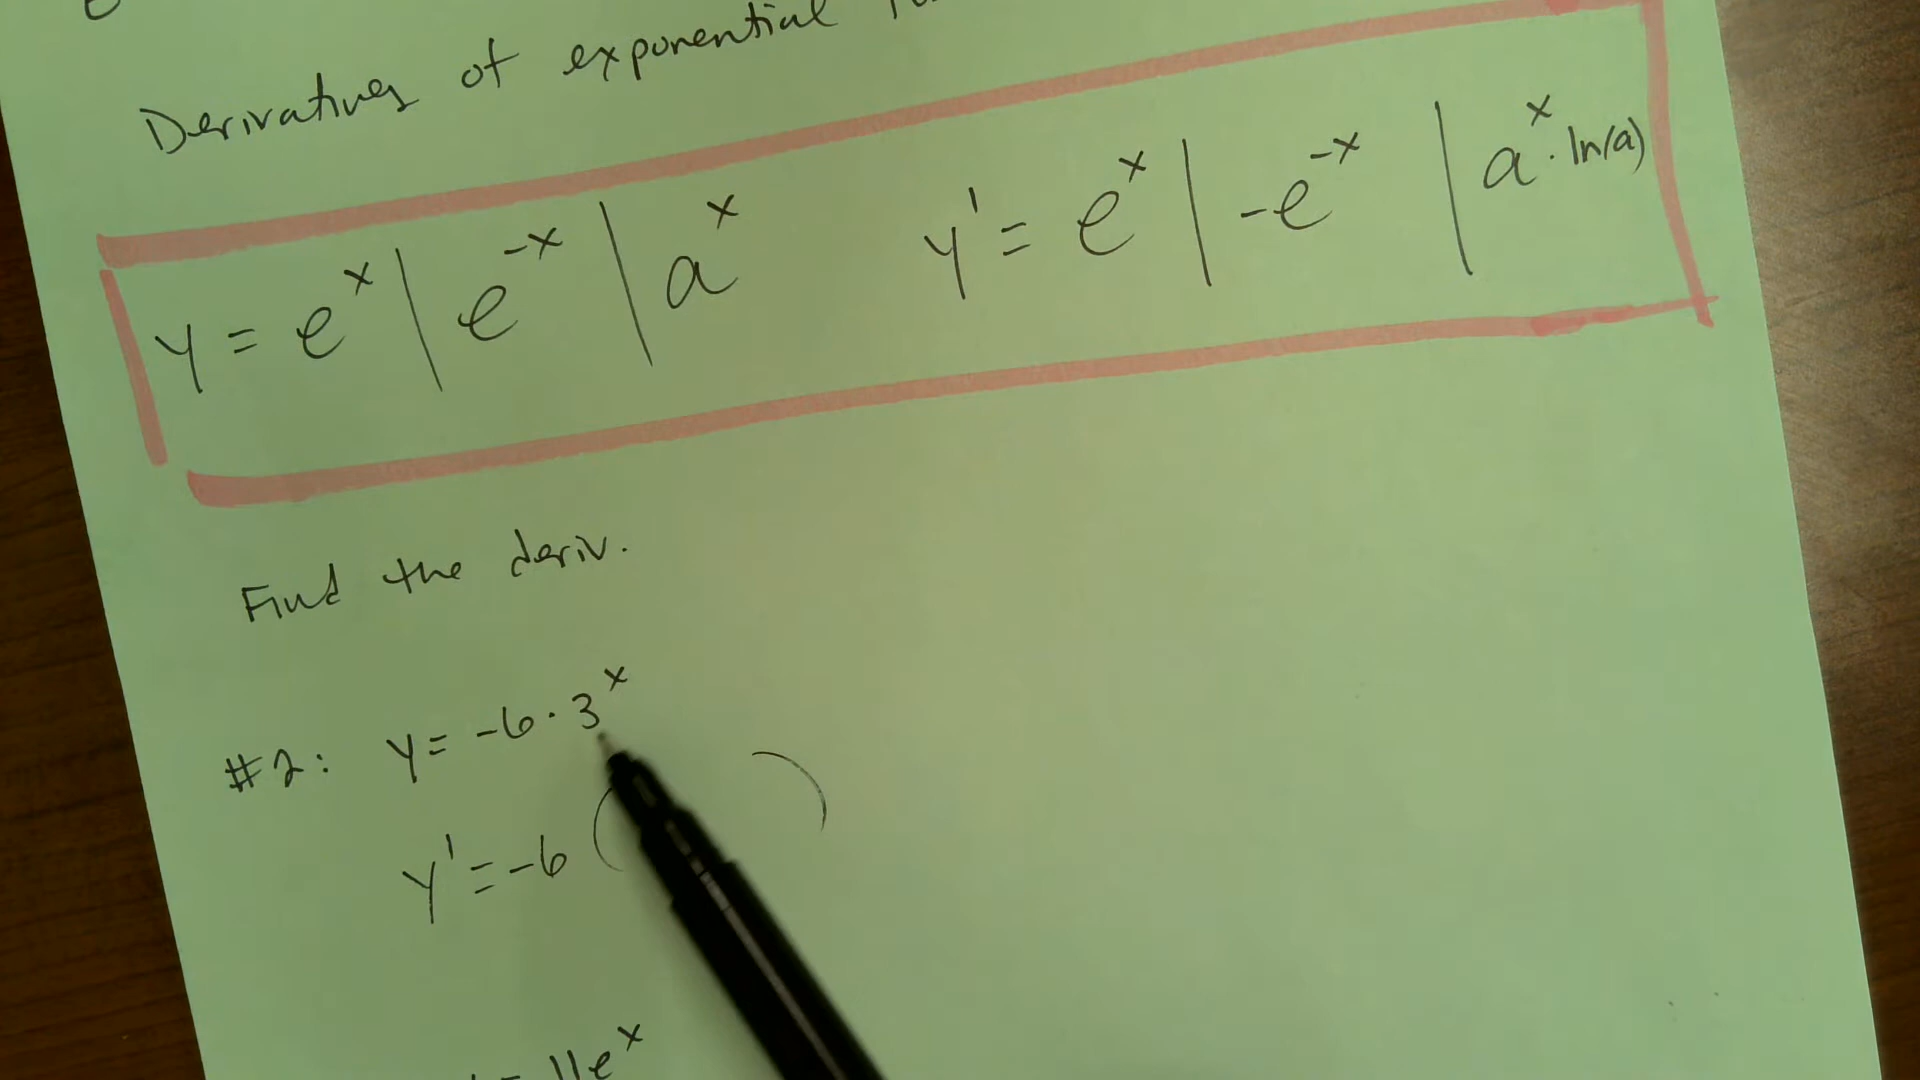 Derivatives of exponential
y = e^x | e^-x | a^x y' = e^x | -e^-x | a^x · ln(a)
Find the deriv.
#2: y = -6 · 3^x
y' = -6 ( )
= 11e^x